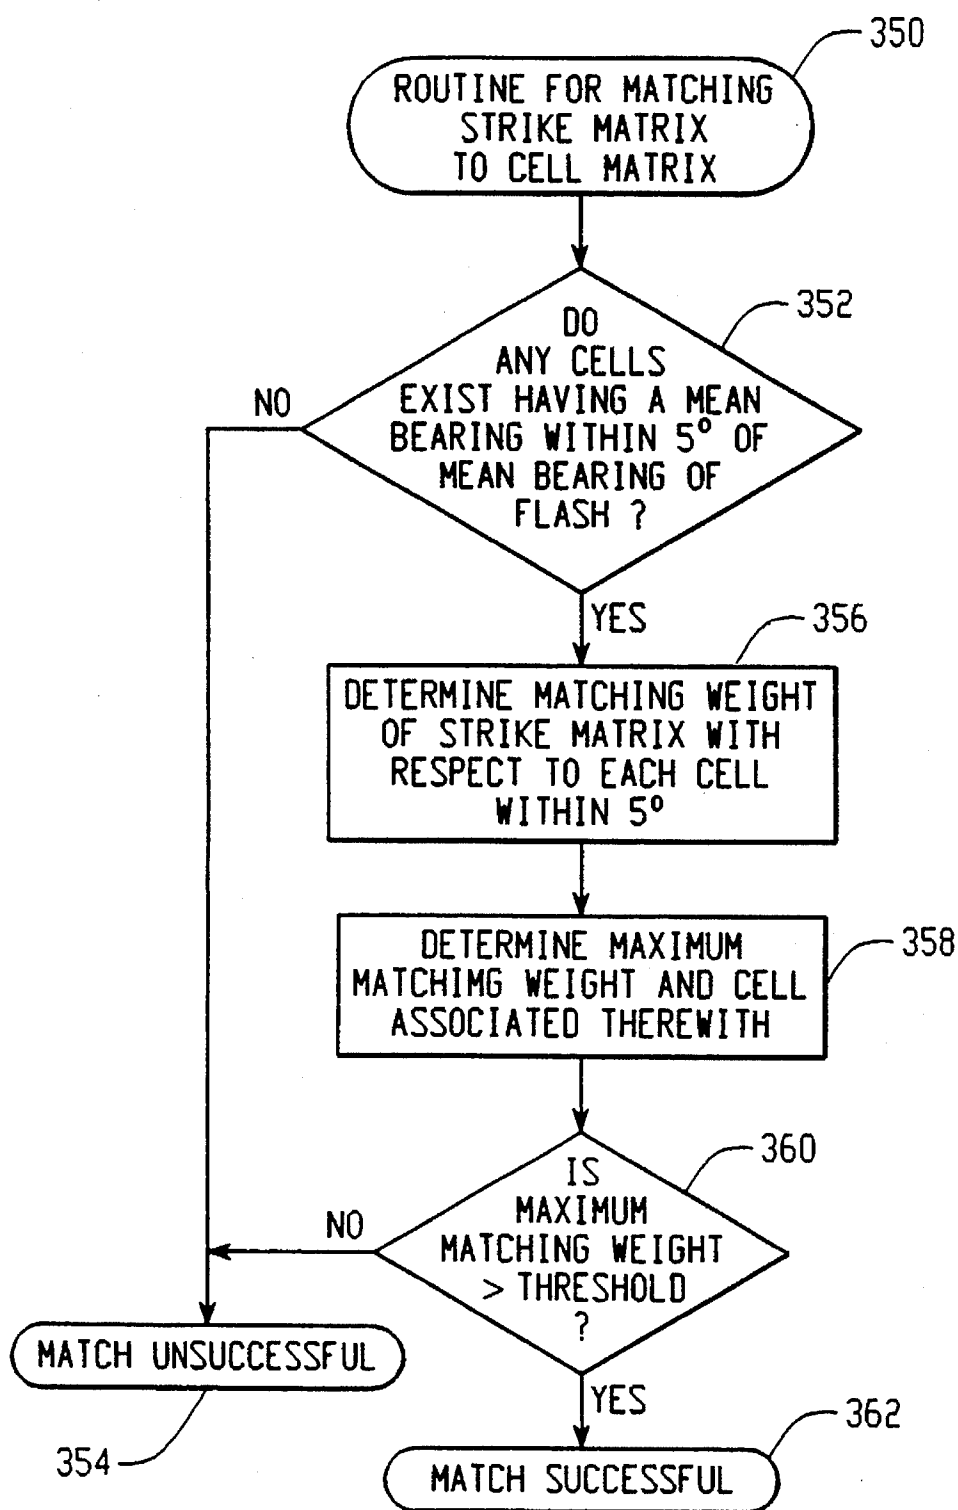 350
ROUTINE FOR MATCHING
STRIKE MATRIX
TO CELL MATRIX
352
DO
ANY CELLS
EXIST HAVING A MEAN
BEARING WITHIN 5° OF
MEAN BEARING OF
FLASH ?
NO
YES
356
DETERMINE MATCHING WEIGHT
OF STRIKE MATRIX WITH
RESPECT TO EACH CELL
WITHIN 5°
358
DETERMINE MAXIMUM
MATCHIMG WEIGHT AND CELL
ASSOCIATED THEREWITH
360
IS
MAXIMUM
MATCHING WEIGHT
> THRESHOLD
?
NO
MATCH UNSUCCESSFUL
354
YES
362
MATCH SUCCESSFUL